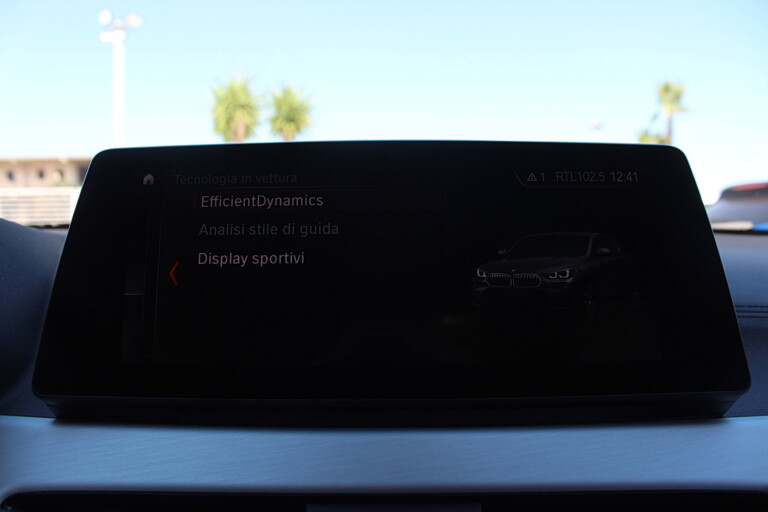 Tecnologia in vettura
1 RTL102.5 12:41
EfficientDynamics
Analisi stile di guida
Display sportivi